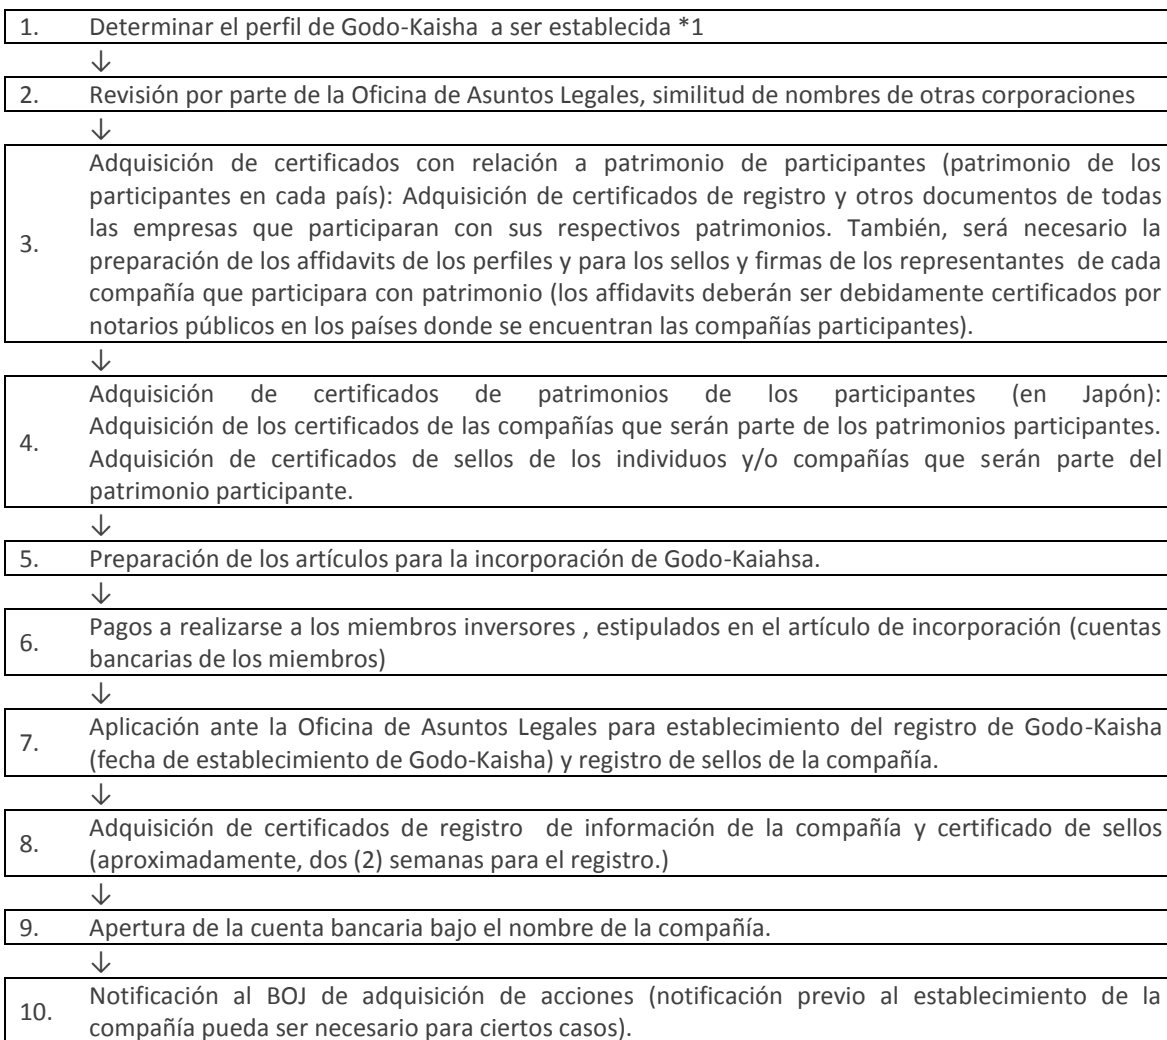 1. Determinar el perfil de Godo-Kaisha a ser establecida *1
↓
2. Revisión por parte de la Oficina de Asuntos Legales, similitud de nombres de otras corporaciones
↓
3. Adquisición de certificados con relación a patrimonio de participantes (patrimonio de los
participantes en cada país): Adquisición de certificados de registro y otros documentos de todas
las empresas que participaran con sus respectivos patrimonios. También, será necesario la
preparación de los affidavits de los perfiles y para los sellos y firmas de los representantes de cada
compañía que participara con patrimonio (los affidavits deberán ser debidamente certificados por
notarios públicos en los países donde se encuentran las compañías participantes).
↓
4. Adquisición de certificados de patrimonios de los participantes (en Japón):
Adquisición de los certificados de las compañías que serán parte de los patrimonios participantes.
Adquisición de certificados de sellos de los individuos y/o compañías que serán parte del
patrimonio participante.
↓
5. Preparación de los artículos para la incorporación de Godo-Kaiahsa.
↓
6. Pagos a realizarse a los miembros inversores , estipulados en el artículo de incorporación (cuentas
bancarias de los miembros)
↓
7. Aplicación ante la Oficina de Asuntos Legales para establecimiento del registro de Godo-Kaisha
(fecha de establecimiento de Godo-Kaisha) y registro de sellos de la compañía.
↓
8. Adquisición de certificados de registro de información de la compañía y certificado de sellos
(aproximadamente, dos (2) semanas para el registro.)
↓
9. Apertura de la cuenta bancaria bajo el nombre de la compañía.
↓
10. Notificación al BOJ de adquisición de acciones (notificación previo al establecimiento de la
compañía pueda ser necesario para ciertos casos).